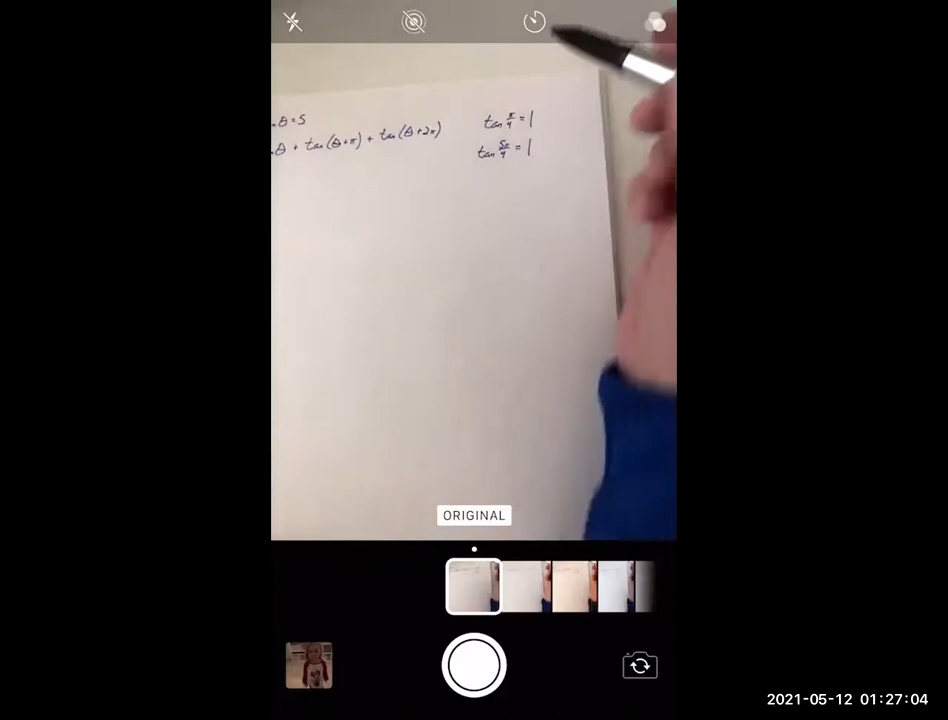 θ = 5
θ + tan(θ+π) + tan(θ+2π)
tan π/4 = 1
tan 5π/4 = 1
ORIGINAL
2021-05-12 01:27:04